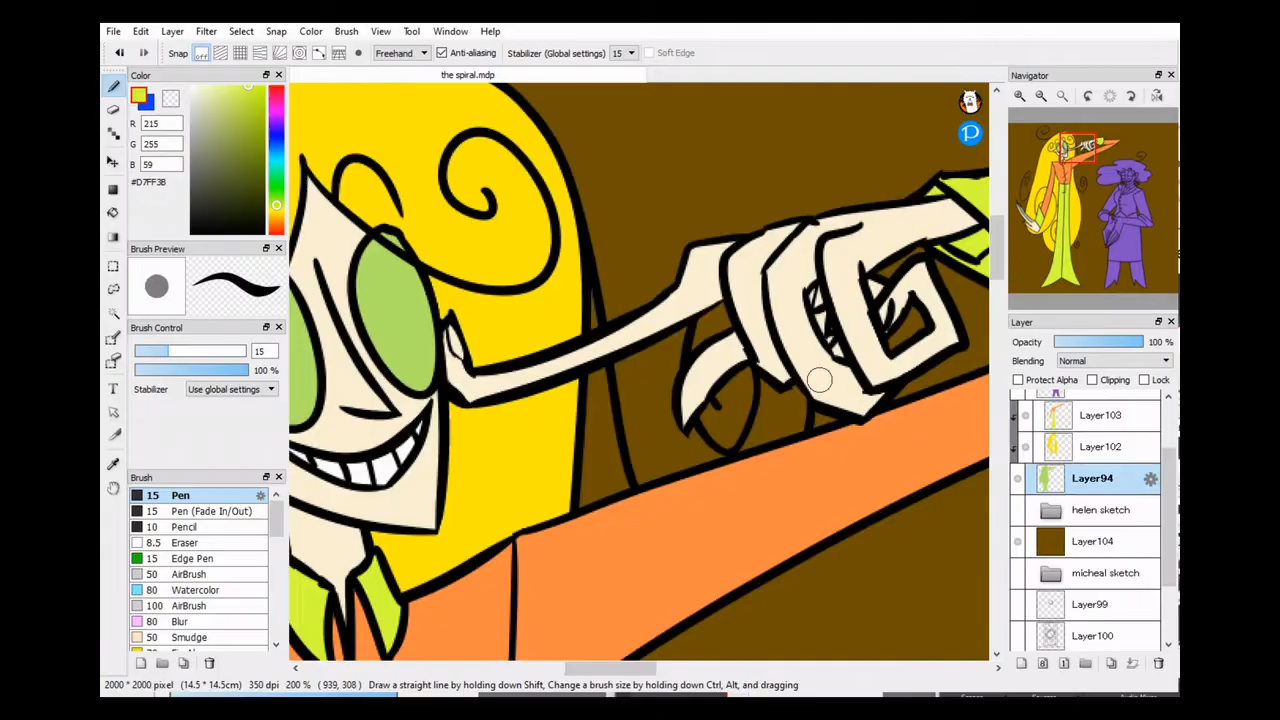 File Edit Layer Filter Select Snap Color Brush View Tool Window Help
Snap off Freehand Anti-aliasing Stabilizer (Global settings) 15 Soft Edge
Color
the spiral.mdp
Navigator
R 215
G 255
B 59
#D7FF3B
P
Brush Preview
Brush Control
15
100 %
Stabilizer Use global settings
Layer
Opacity 100 %
Blending Normal
Protect Alpha Clipping Lock
Layer103
Layer102
Layer94
helen sketch
Layer104
micheal sketch
Layer99
Layer100
Brush
15 Pen
15 Pen (Fade In/Out)
10 Pencil
8.5 Eraser
15 Edge Pen
50 AirBrush
80 Watercolor
100 AirBrush
80 Blur
50 Smudge
2000 * 2000 pixel (14.5 * 14.5cm) 350 dpi 200 % ( 939, 308 ) Draw a straight line by holding down Shift, Change a brush size by holding down Ctrl, Alt, and dragging